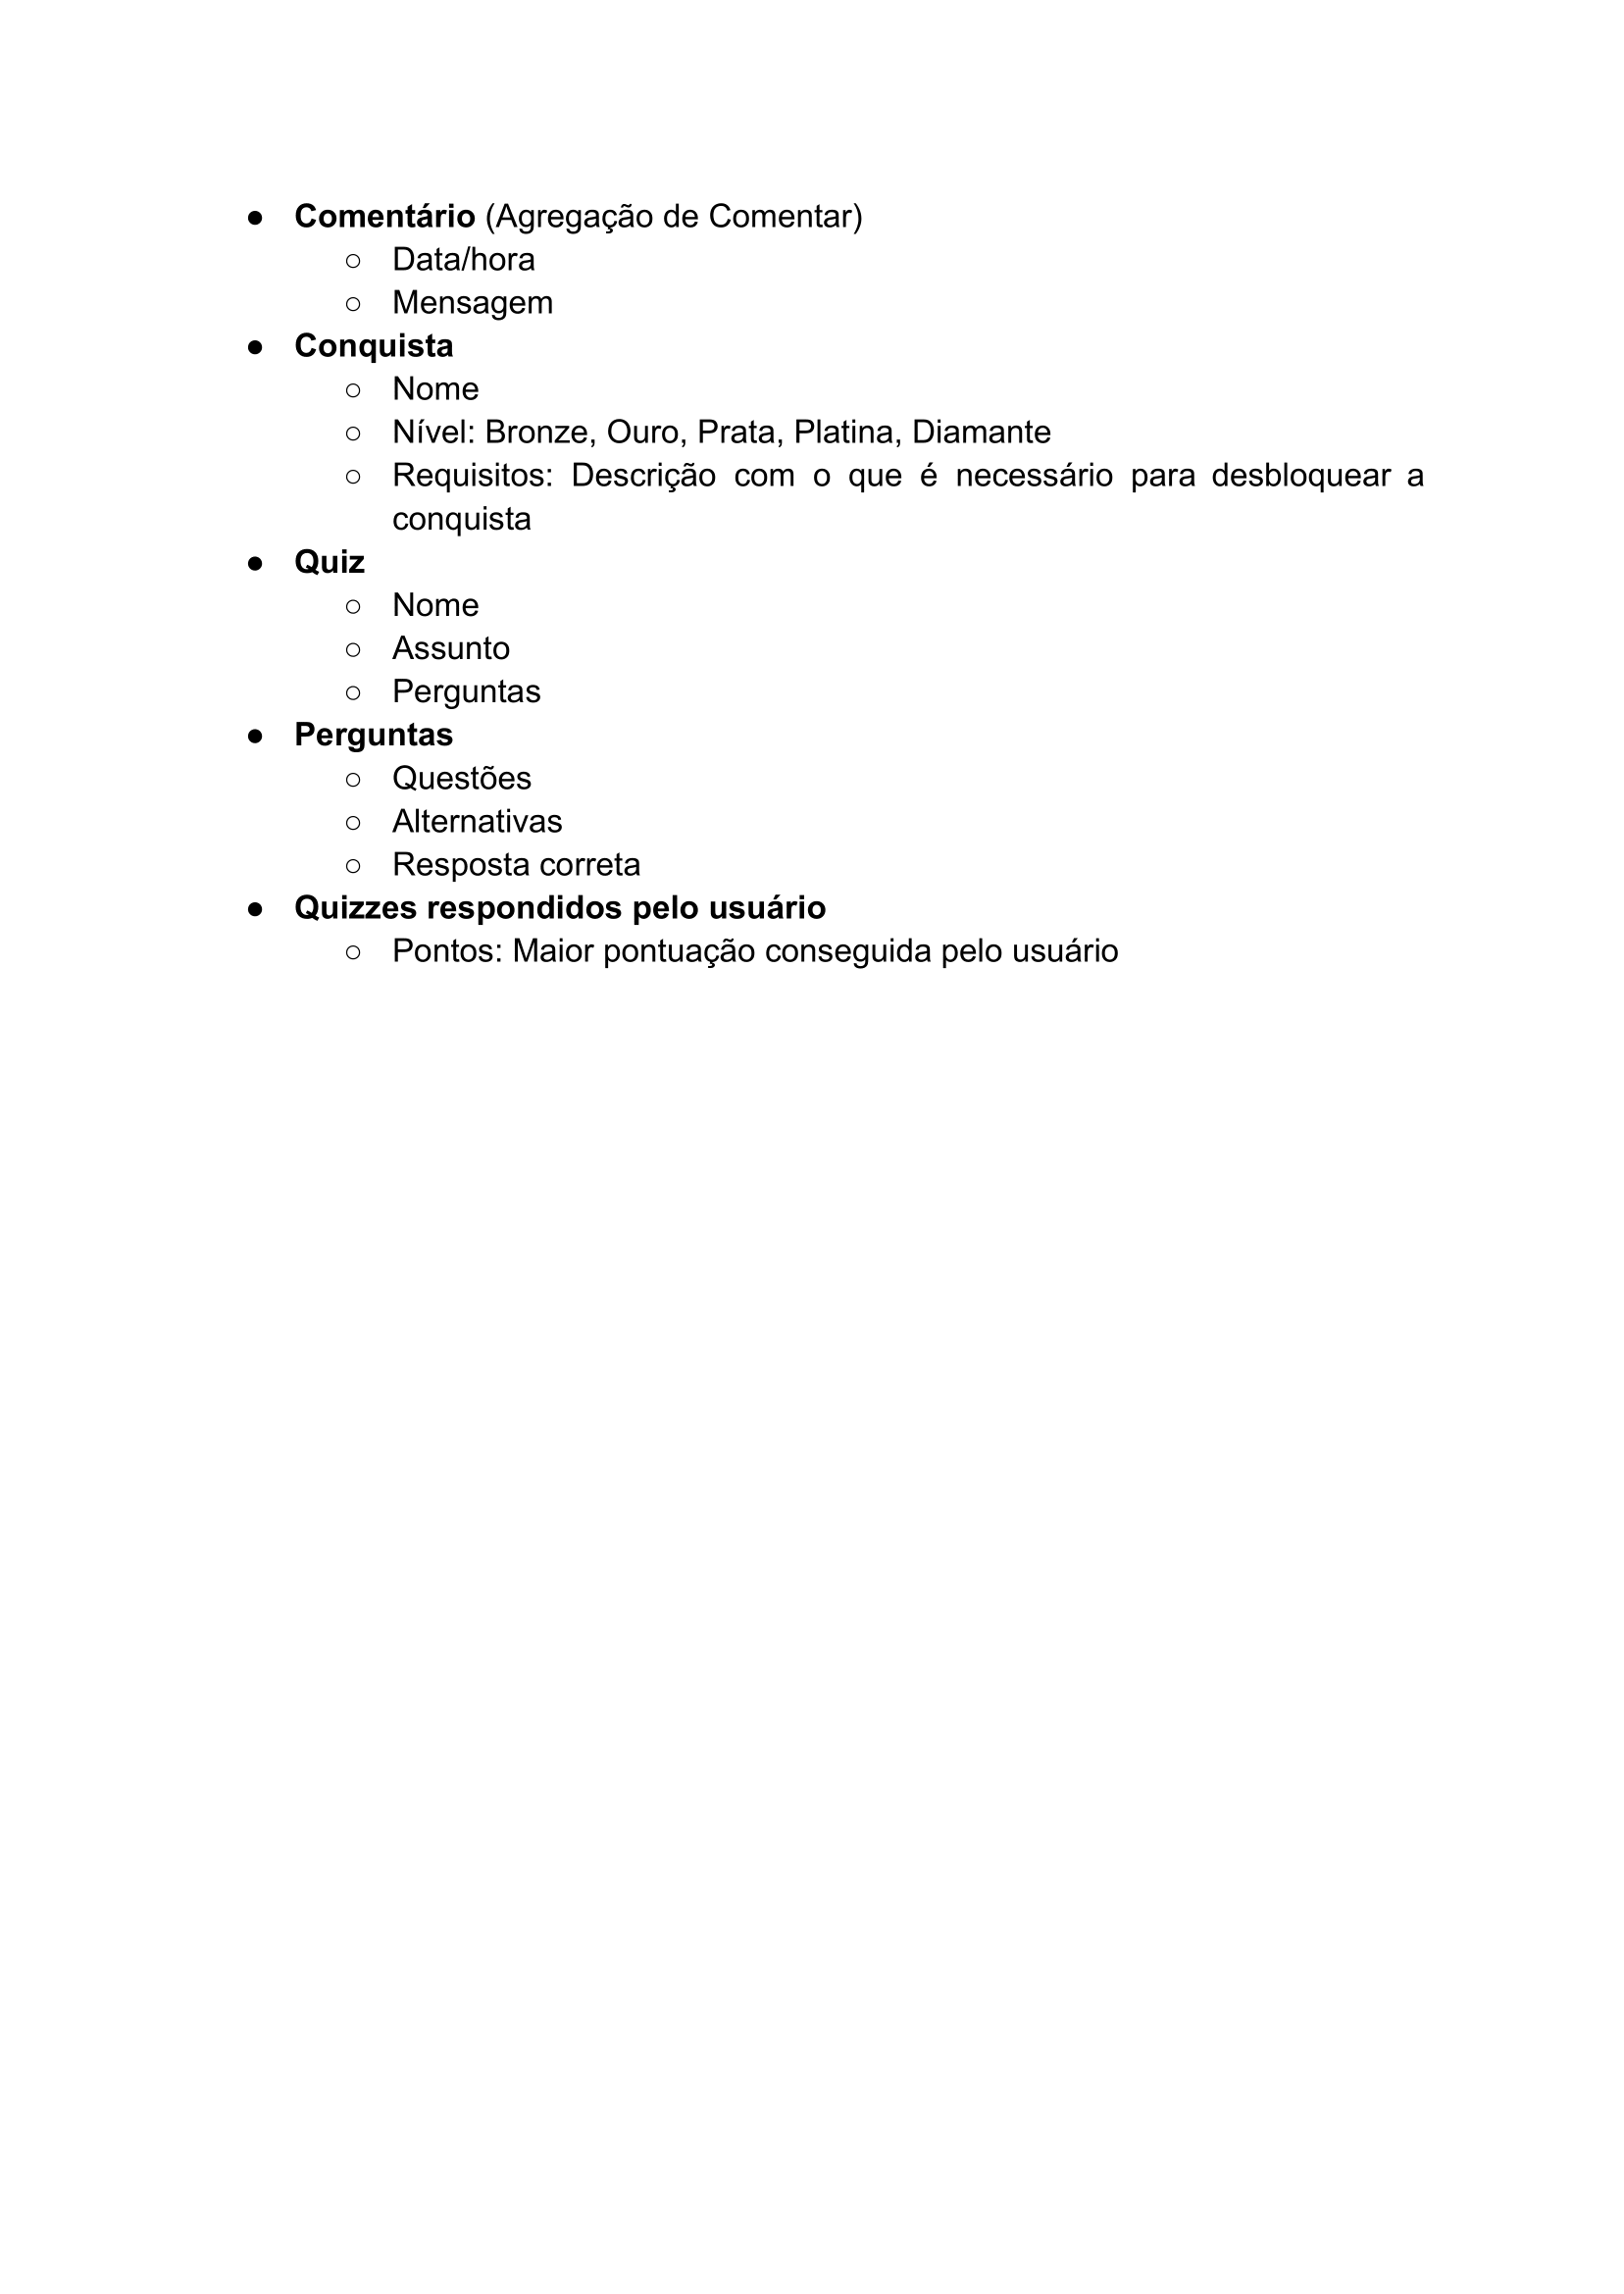 ● Comentário (Agregação de Comentar)
○ Data/hora
○ Mensagem
● Conquista
○ Nome
○ Nível: Bronze, Ouro, Prata, Platina, Diamante
○ Requisitos: Descrição com o que é necessário para desbloquear a
conquista
● Quiz
○ Nome
○ Assunto
○ Perguntas
● Perguntas
○ Questões
○ Alternativas
○ Resposta correta
● Quizzes respondidos pelo usuário
○ Pontos: Maior pontuação conseguida pelo usuário